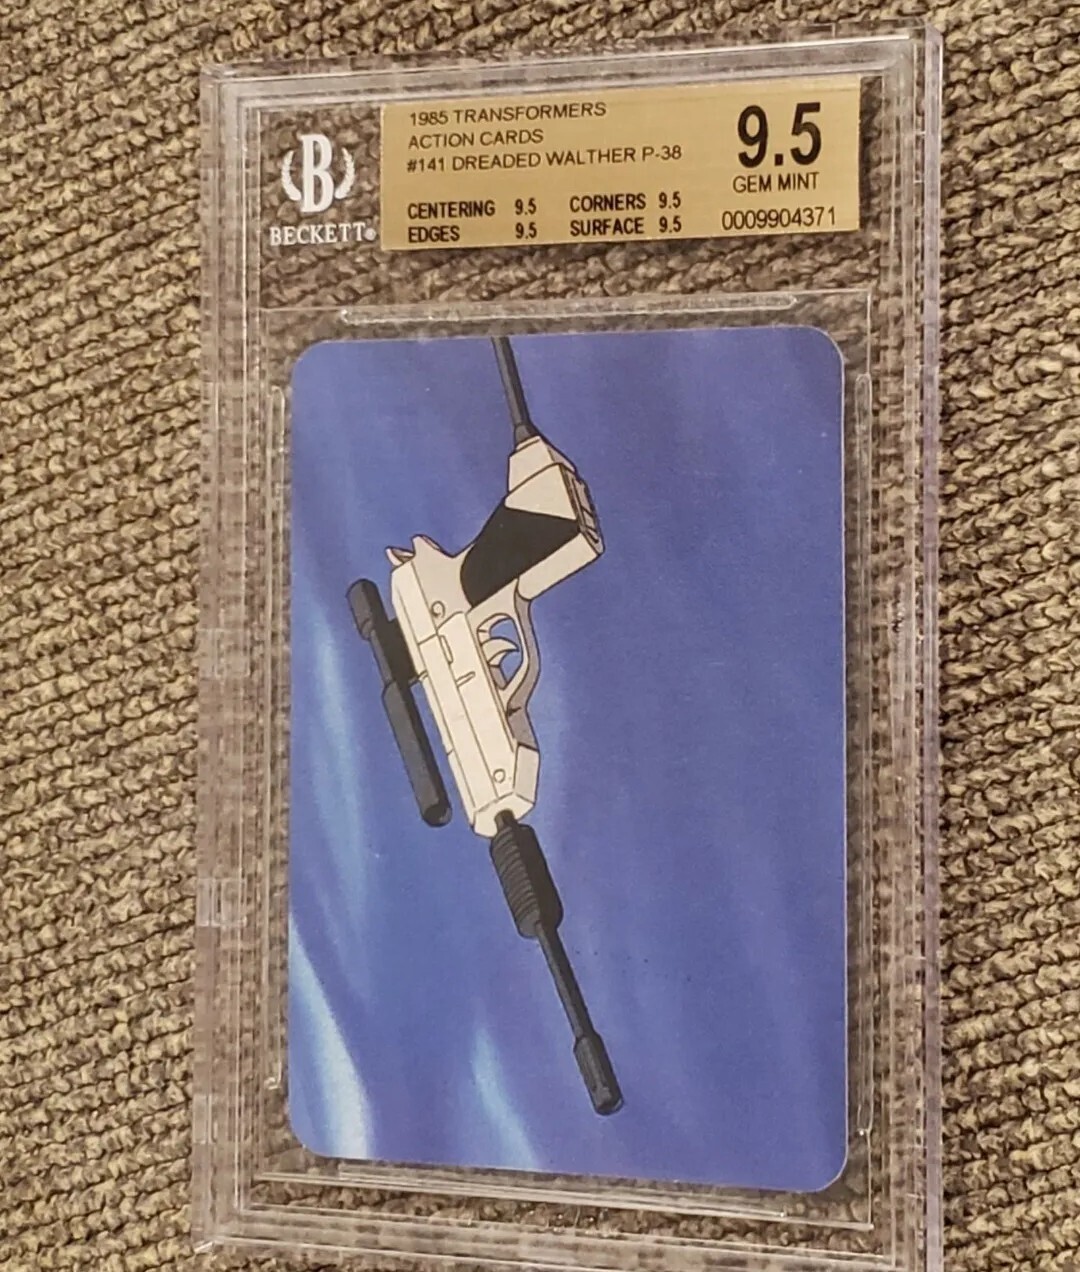 1985 TRANSFORMERS
ACTION CARDS
#141 DREADED WALTHER P-38
CENTERING 9.5 CORNERS 9.5
EDGES 9.5 SURFACE 9.5
9.5
GEM MINT
0009904371
B
BECKETT®